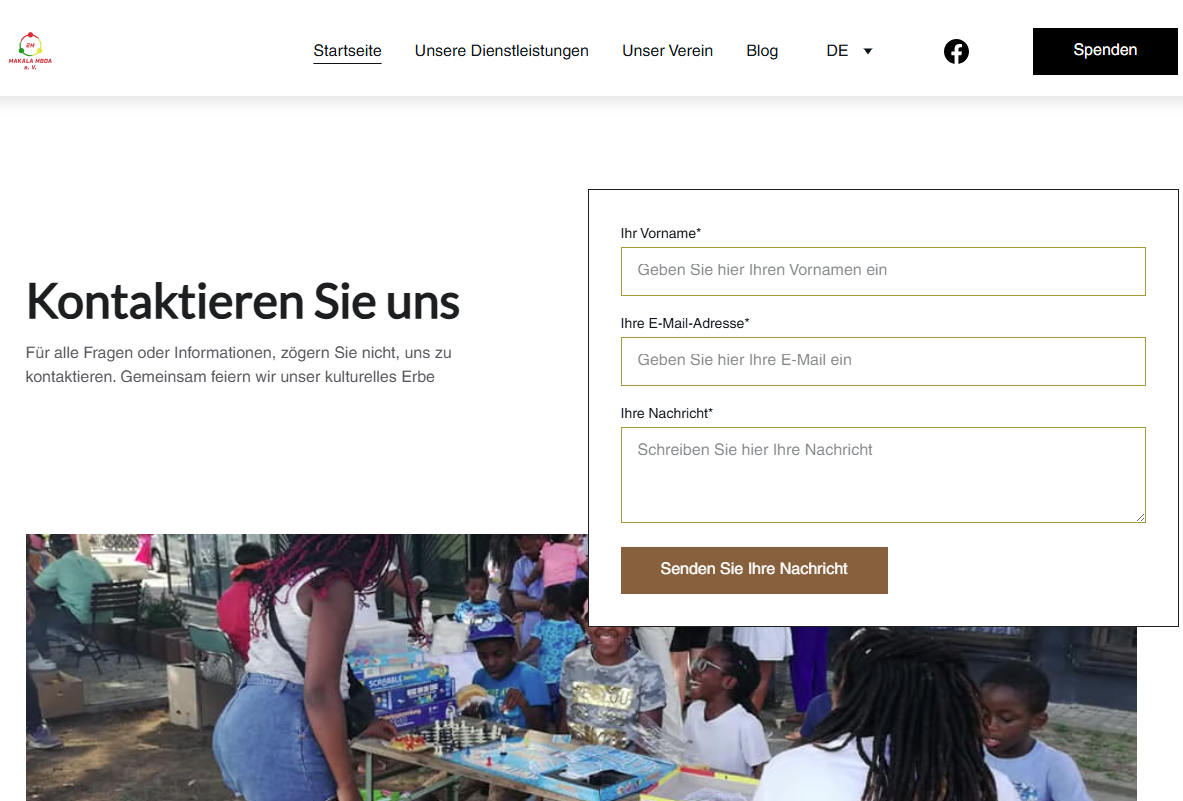 ZM
MAKALA MBOA
e. V.
Startseite
Unsere Dienstleistungen
Unser Verein
Blog
DE
Spenden
Kontaktieren Sie uns
Für alle Fragen oder Informationen, zögern Sie nicht, uns zu
kontaktieren. Gemeinsam feiern wir unser kulturelles Erbe
Ihr Vorname*
Geben Sie hier Ihren Vornamen ein
Ihre E-Mail-Adresse*
Geben Sie hier Ihre E-Mail ein
Ihre Nachricht*
Schreiben Sie hier Ihre Nachricht
Senden Sie Ihre Nachricht
SCRABBLE